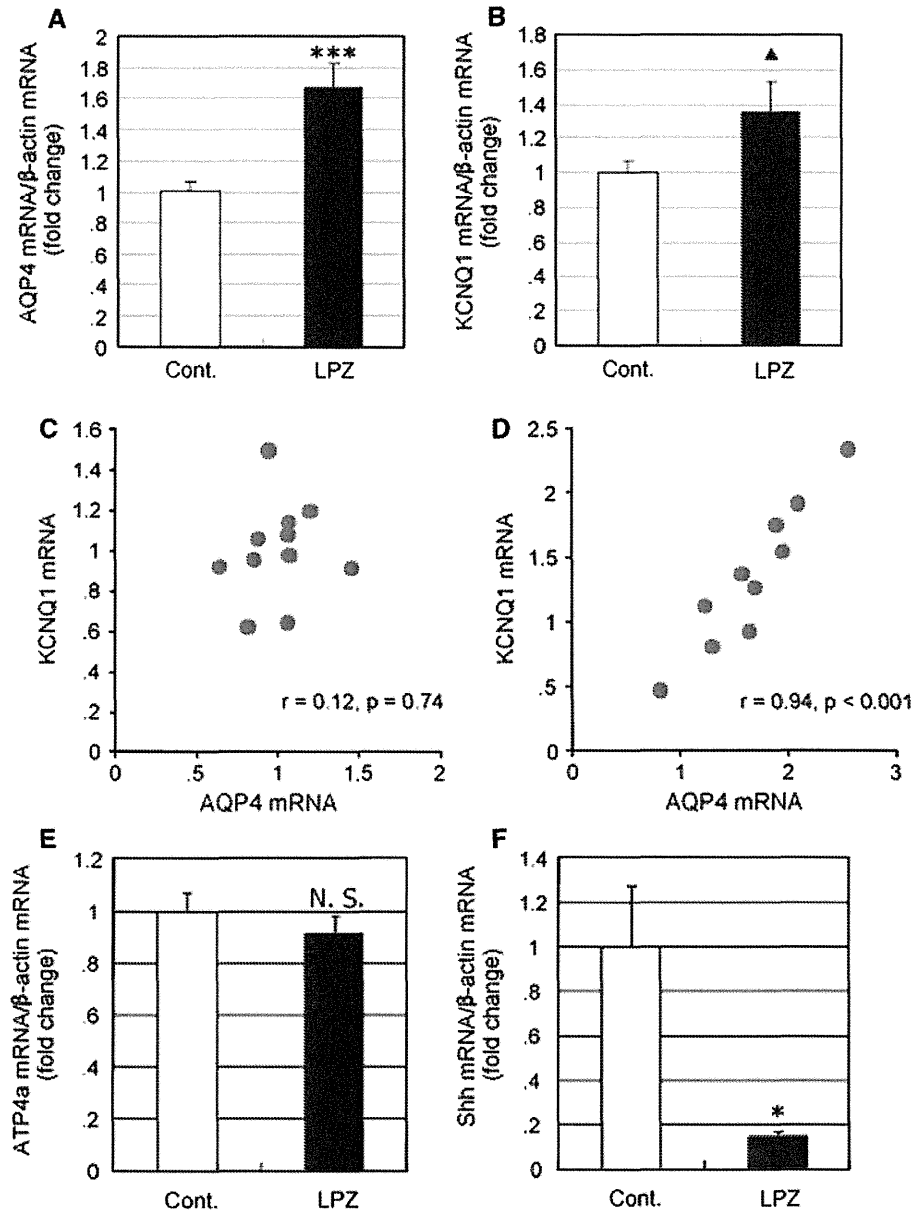 A
AQP4 mRNA/β-actin mRNA
(fold change)
2
1.8
1.6
1.4
1.2
1
.8
.6
.4
.2
0
***
Cont.
LPZ
B
KCNQ1 mRNA/β-actin mRNA
(fold change)
1.8
1.6
1.4
1.2
1
.8
.6
.4
.2
0
▲
Cont.
LPZ
C
KCNQ1 mRNA
1.6
1.4
1.2
1
.8
.6
.4
.2
0
r = 0.12, p = 0.74
0
.5
1
1.5
2
AQP4 mRNA
D
KCNQ1 mRNA
2.5
2
1.5
1
.5
0
r = 0.94, p < 0.001
0
1
2
3
AQP4 mRNA
E
ATP4a mRNA/β-actin mRNA
(fold change)
1.2
1
.8
.6
.4
.2
0
N. S.
Cont.
LPZ
F
Shh mRNA/β-actin mRNA
(fold change)
1.4
1.2
1
.8
.6
.4
.2
0
*
Cont.
LPZ